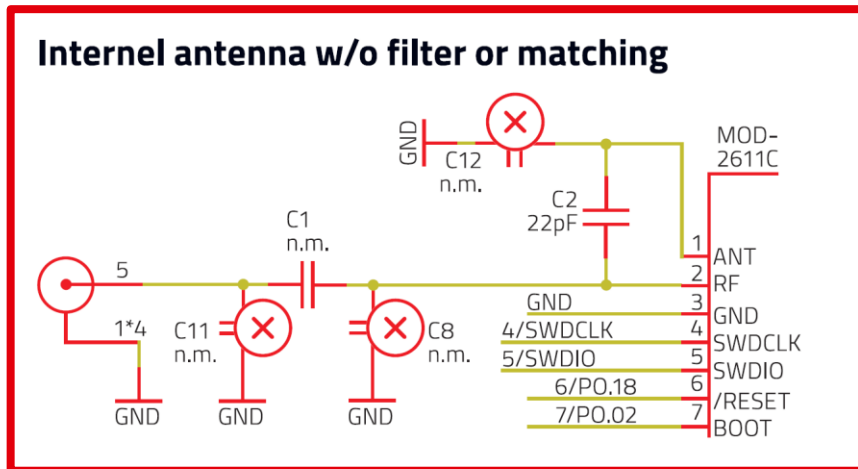 Internel antenna w/o filter or matching
GND
C12
n.m.
MOD-
2611C
C2
22pF
C1
n.m.
5
1*4
C11
n.m.
C8
n.m.
GND
GND
GND
1
ANT
2
RF
GND
3
GND
4/SWDCLK
4
SWDCLK
5/SWDIO
5
SWDIO
6/PO.18
6
/RESET
7/PO.02
7
BOOT